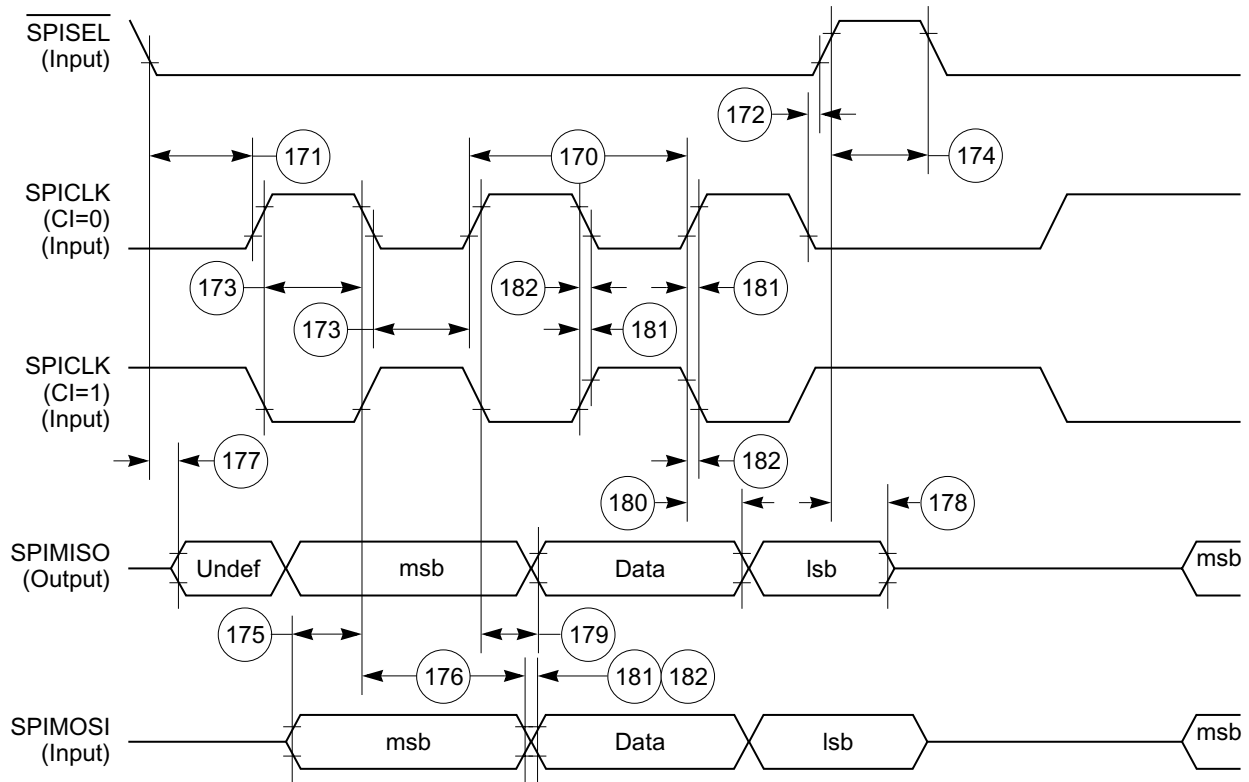 SPISEL
(Input)
172
171
170
174
SPICLK
(CI=0)
(Input)
173
182
181
173
181
SPICLK
(CI=1)
(Input)
177
182
180
178
SPIMISO
(Output)
Undef
msb
Data
lsb
msb
175
179
176
181
182
SPIMOSI
(Input)
msb
Data
lsb
msb